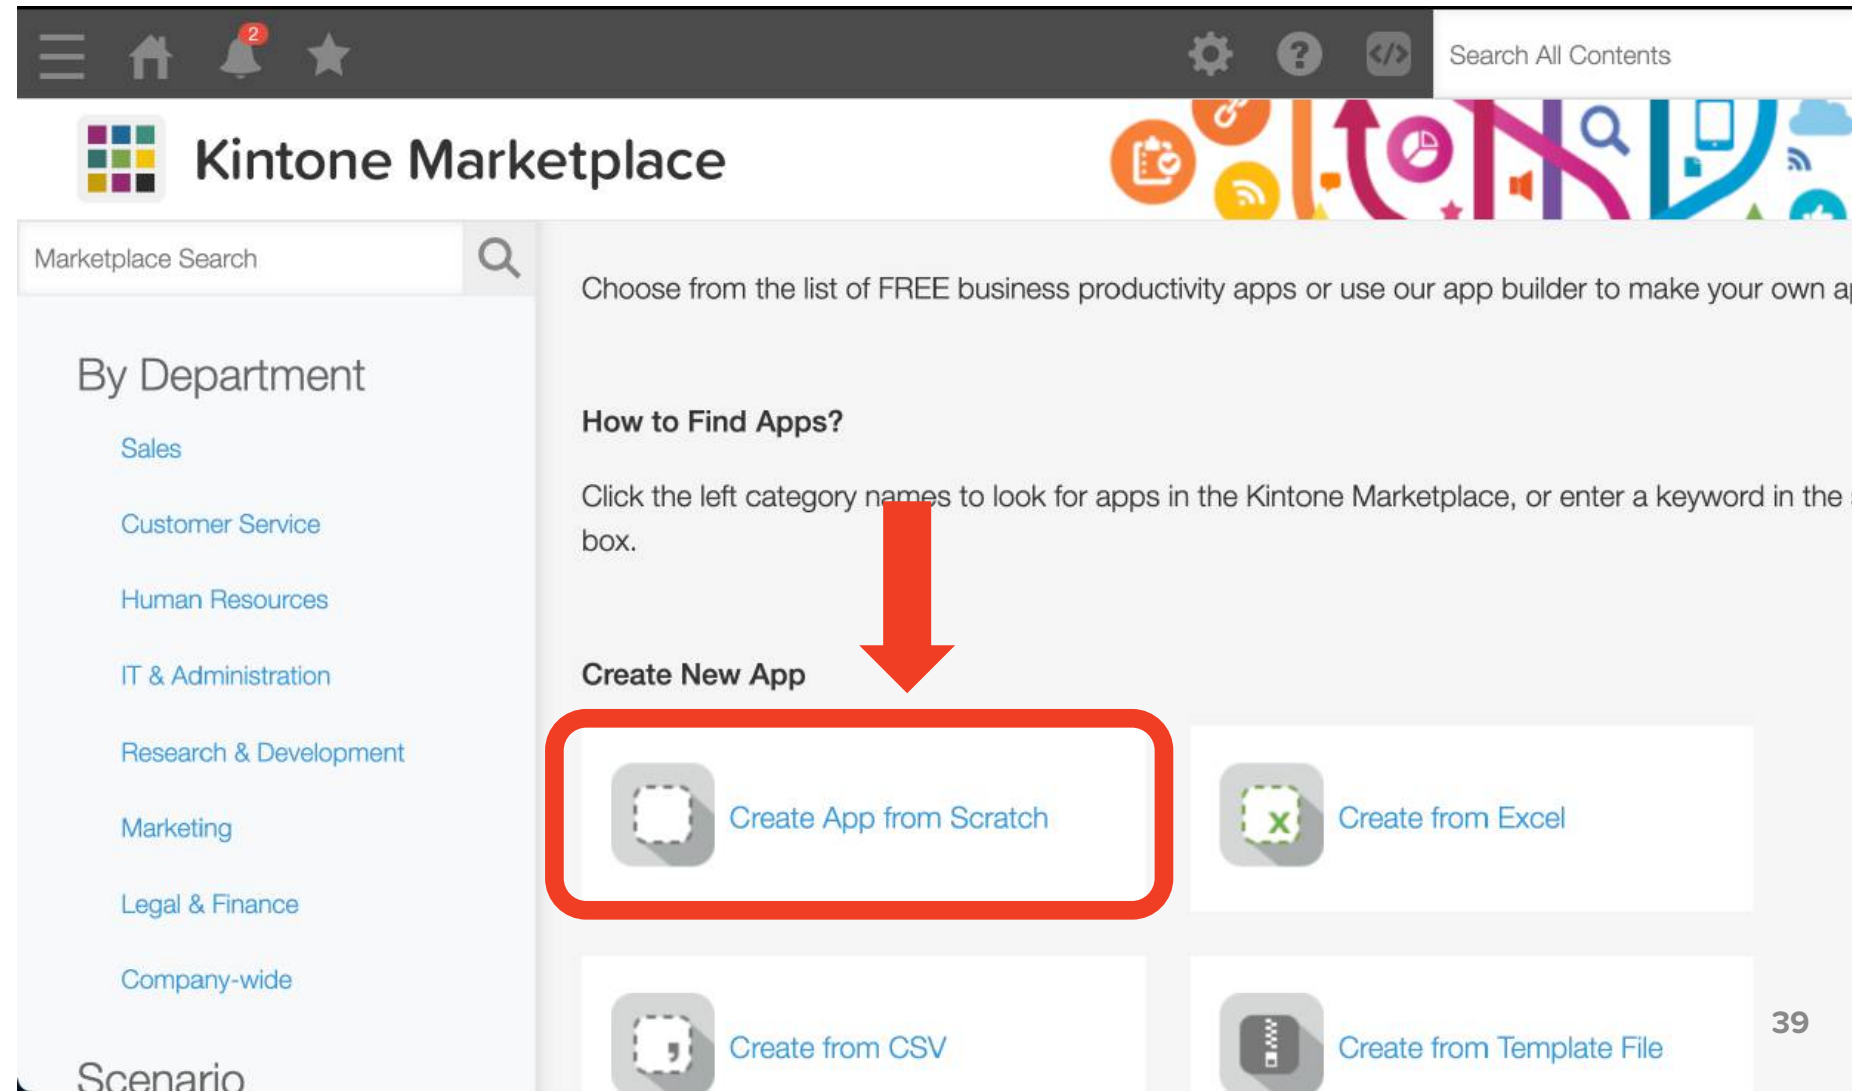 2
</>
Search All Contents
Kintone Marketplace
Marketplace Search
Choose from the list of FREE business productivity apps or use our app builder to make your own
By Department
Sales
Customer Service
Human Resources
IT & Administration
Research & Development
Marketing
Legal & Finance
Company-wide
Scenario
How to Find Apps?
Click the left category names to look for apps in the Kintone Marketplace, or enter a keyword in the
box.
Create New App
Create App from Scratch
x
Create from Excel
,
Create from CSV
Create from Template File
39